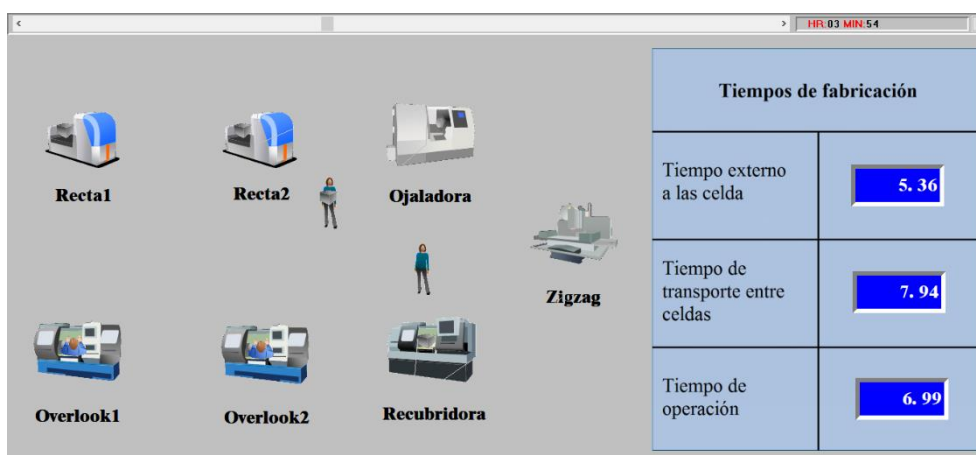 HR:03 MIN:54
Tiempos de fabricación
Recta1
Recta2
Ojaladora
Zigzag
Overlook1
Overlook2
Recubridora
Tiempo externo
a las celda
5. 36
Tiempo de
transporte entre
celdas
7. 94
Tiempo de
operación
6. 99